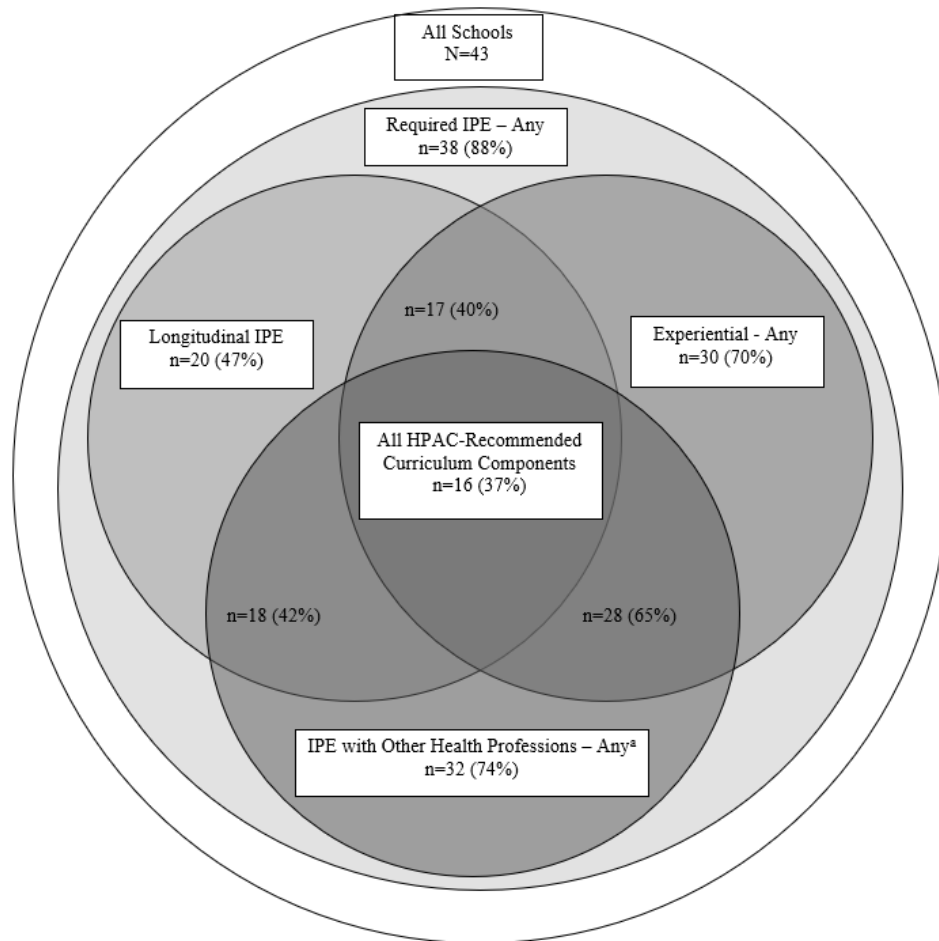 All Schools
N=43
Required IPE – Any
n=38 (88%)
n=17 (40%)
Longitudinal IPE
n=20 (47%)
Experiential - Any
n=30 (70%)
All HPAC-Recommended
Curriculum Components
n=16 (37%)
n=18 (42%)
n=28 (65%)
IPE with Other Health Professions – Anyᵃ
n=32 (74%)